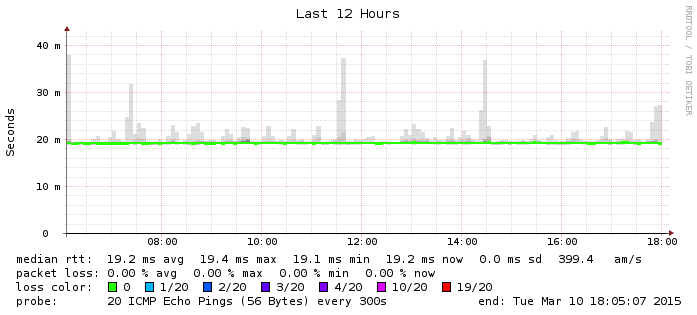 Last 12 Hours
RRDTOOL / TOBI OETIKER
Seconds
40 m
30 m
20 m
10 m
0
08:00 10:00 12:00 14:00 16:00 18:00
median rtt: 19.2 ms avg 19.4 ms max 19.1 ms min 19.2 ms now 0.0 ms sd 399.4 am/s
packet loss: 0.00 % avg 0.00 % max 0.00 % min 0.00 % now
loss color: 0 1/20 2/20 3/20 4/20 10/20 19/20
probe: 20 ICMP Echo Pings (56 Bytes) every 300s end: Tue Mar 10 18:05:07 2015